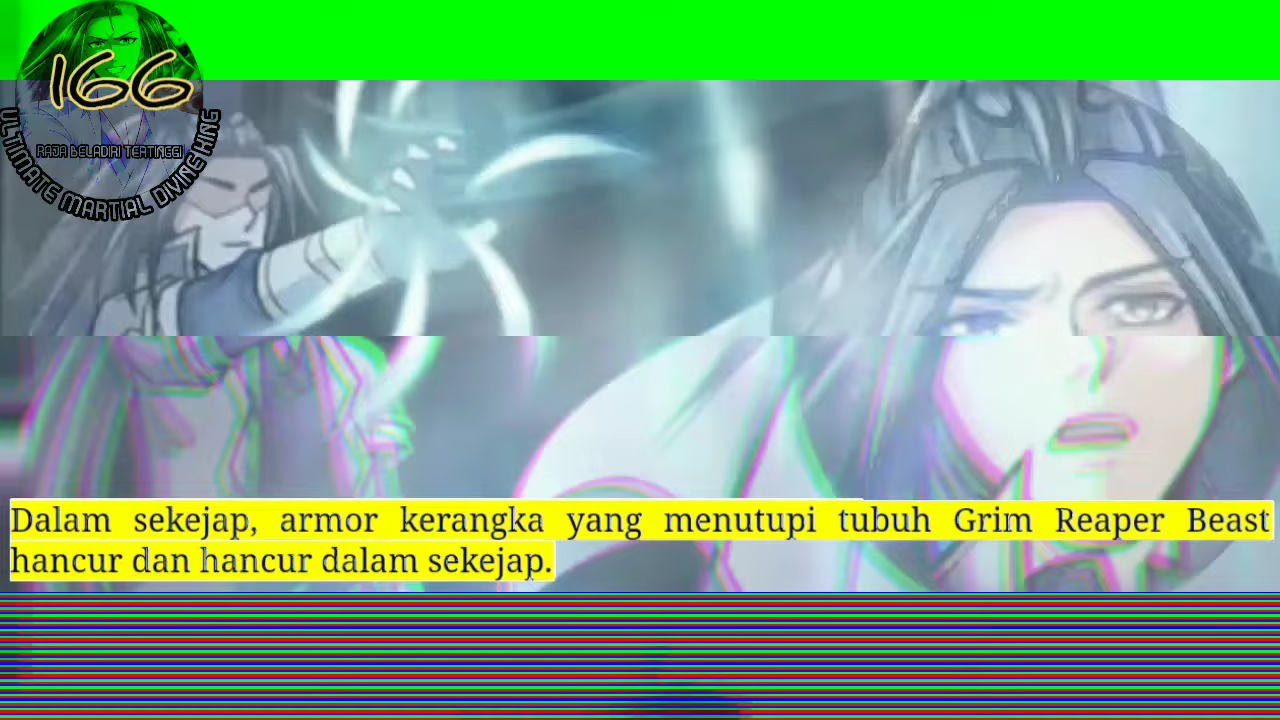 166
RAJA BELADIRI TERTINGGI
ULTIMATE MARTIAL DIVINE KING
Dalam sekejap, armor kerangka yang menutupi tubuh Grim Reaper Beast
hancur dan hancur dalam sekejap.